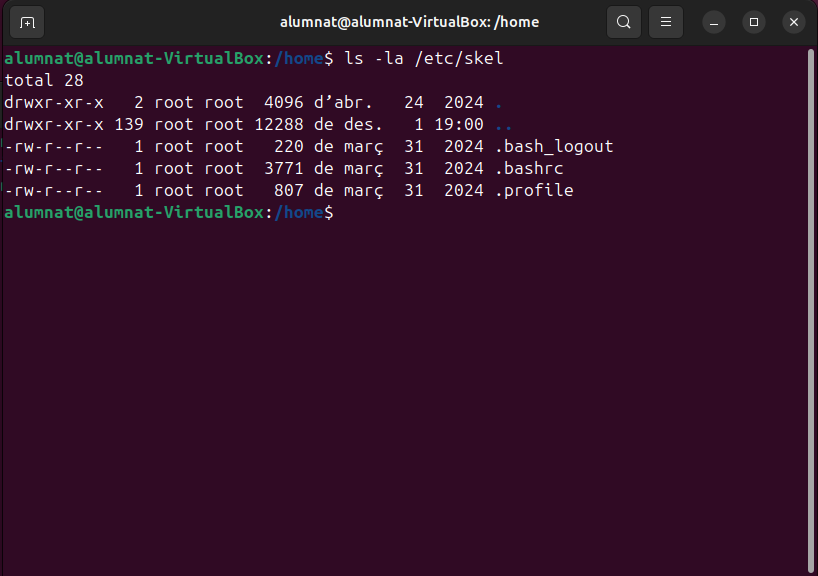 alumnat@alumnat-VirtualBox: /home
alumnat@alumnat-VirtualBox:/home$ ls -la /etc/skel
total 28
drwxr-xr-x   2 root root  4096 d’abr.   24  2024 .
drwxr-xr-x 139 root root 12288 de des.   1 19:00 ..
-rw-r--r--   1 root root   220 de març  31  2024 .bash_logout
-rw-r--r--   1 root root  3771 de març  31  2024 .bashrc
-rw-r--r--   1 root root   807 de març  31  2024 .profile
alumnat@alumnat-VirtualBox:/home$